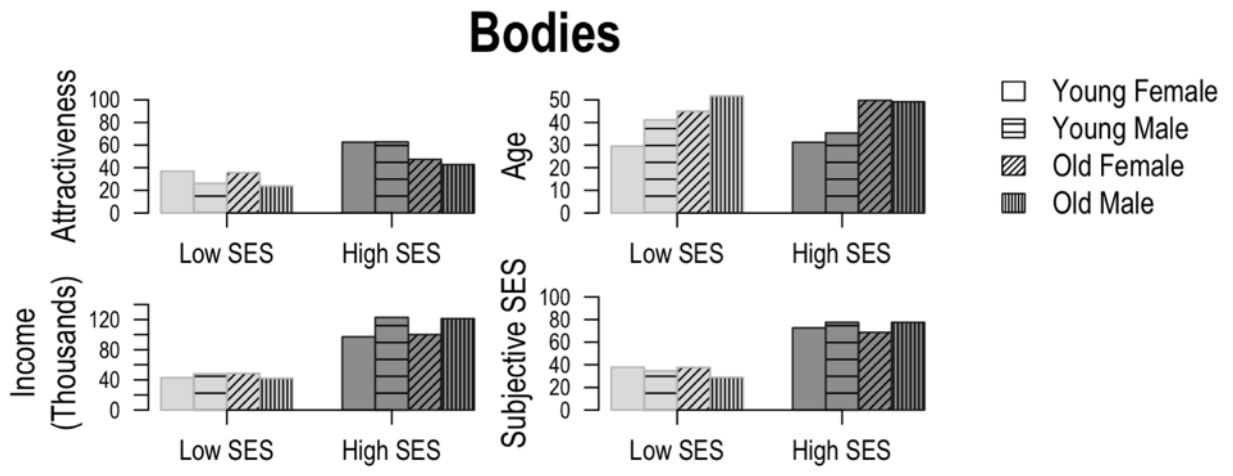 Bodies
Attractiveness
100
80
60
40
20
0
Low SES
High SES
Age
50
40
30
20
10
0
Low SES
High SES
Young Female
Young Male
Old Female
Old Male
Income
(Thousands)
120
80
40
0
Low SES
High SES
Subjective SES
100
80
60
40
20
0
Low SES
High SES